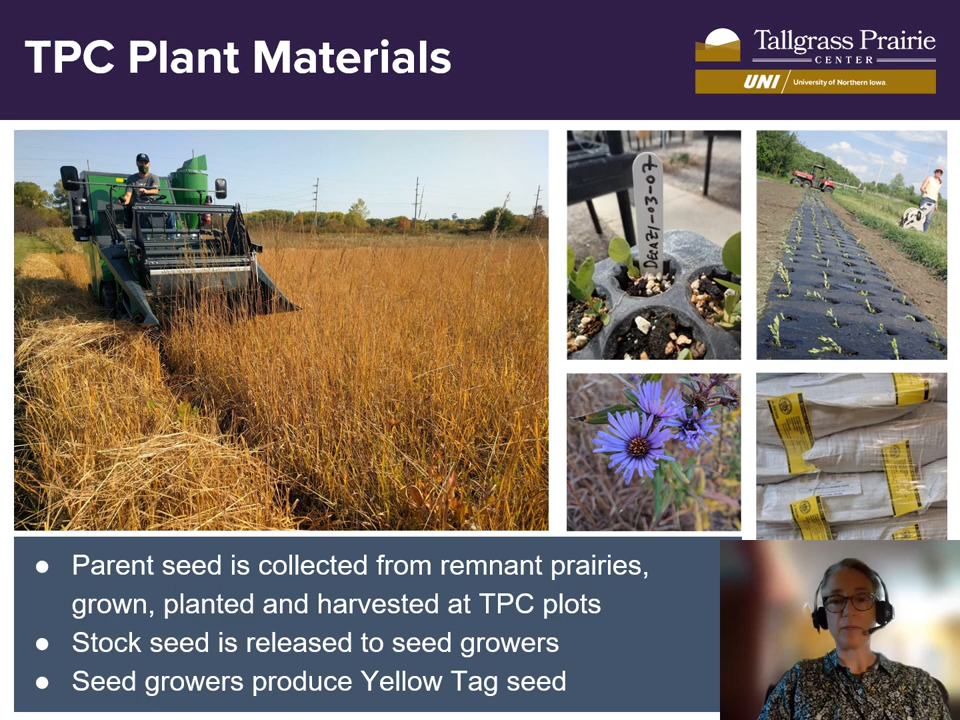 TPC Plant Materials
Tallgrass Prairie
CENTER
UNI
University of Northern Iowa
● Parent seed is collected from remnant prairies,
grown, planted and harvested at TPC plots
● Stock seed is released to seed growers
● Seed growers produce Yellow Tag seed